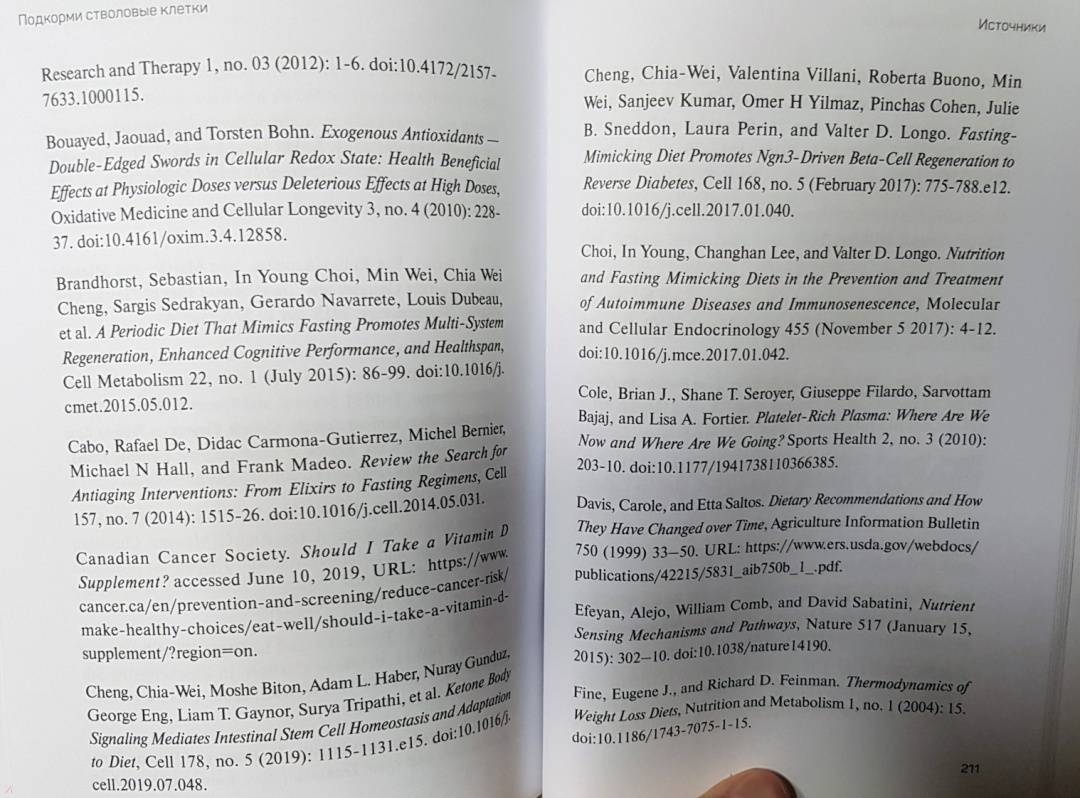 Подкорми стволовые клетки
Research and Therapy 1, no. 03 (2012): 1-6. doi:10.4172/2157-
7633.1000115.
Bouayed, Jaouad, and Torsten Bohn. Exogenous Antioxidants —
Double-Edged Swords in Cellular Redox State: Health Beneficial
Effects at Physiologic Doses versus Deleterious Effects at High Doses,
Oxidative Medicine and Cellular Longevity 3, no. 4 (2010): 228-
37. doi:10.4161/oxim.3.4.12858.
Brandhorst, Sebastian, In Young Choi, Min Wei, Chia Wei
Cheng, Sargis Sedrakyan, Gerardo Navarrete, Louis Dubeau,
et al. A Periodic Diet That Mimics Fasting Promotes Multi-System
Regeneration, Enhanced Cognitive Performance, and Healthspan,
Cell Metabolism 22, no. 1 (July 2015): 86-99. doi:10.1016/j.
cmet.2015.05.012.
Cabo, Rafael De, Didac Carmona-Gutierrez, Michel Bernier,
Michael N Hall, and Frank Madeo. Review the Search for
Antiaging Interventions: From Elixirs to Fasting Regimens, Cell
157, no. 7 (2014): 1515-26. doi:10.1016/j.cell.2014.05.031.
Canadian Cancer Society. Should I Take a Vitamin D
Supplement? accessed June 10, 2019, URL: https://www.
cancer.ca/en/prevention-and-screening/reduce-cancer-risk/
make-healthy-choices/eat-well/should-i-take-a-vitamin-d-
supplement/?region=on.
Cheng, Chia-Wei, Moshe Biton, Adam L. Haber, Nuray Gunduz,
George Eng, Liam T. Gaynor, Surya Tripathi, et al. Ketone Body
Signaling Mediates Intestinal Stem Cell Homeostasis and Adaptation
to Diet, Cell 178, no. 5 (2019): 1115-1131.e15. doi:10.1016/j.
cell.2019.07.048.
Источники
Cheng, Chia-Wei, Valentina Villani, Roberta Buono, Min
Wei, Sanjeev Kumar, Omer H Yilmaz, Pinchas Cohen, Julie
B. Sneddon, Laura Perin, and Valter D. Longo. Fasting-
Mimicking Diet Promotes Ngn3-Driven Beta-Cell Regeneration to
Reverse Diabetes, Cell 168, no. 5 (February 2017): 775-788.e12.
doi:10.1016/j.cell.2017.01.040.
Choi, In Young, Changhan Lee, and Valter D. Longo. Nutrition
and Fasting Mimicking Diets in the Prevention and Treatment
of Autoimmune Diseases and Immunosenescence, Molecular
and Cellular Endocrinology 455 (November 5 2017): 4-12.
doi:10.1016/j.mce.2017.01.042.
Cole, Brian J., Shane T. Seroyer, Giuseppe Filardo, Sarvottam
Bajaj, and Lisa A. Fortier. Platelet-Rich Plasma: Where Are We
Now and Where Are We Going? Sports Health 2, no. 3 (2010):
203-10. doi:10.1177/1941738110366385.
Davis, Carole, and Etta Saltos. Dietary Recommendations and How
They Have Changed over Time, Agriculture Information Bulletin
750 (1999) 33—50. URL: https://www.ers.usda.gov/webdocs/
publications/42215/5831_aib750b_1_.pdf.
Efeyan, Alejo, William Comb, and David Sabatini, Nutrient
Sensing Mechanisms and Pathways, Nature 517 (January 15,
2015): 302—10. doi:10.1038/nature14190.
Fine, Eugene J., and Richard D. Feinman. Thermodynamics of
Weight Loss Diets, Nutrition and Metabolism 1, no. 1 (2004): 15.
doi:10.1186/1743-7075-1-15.
211